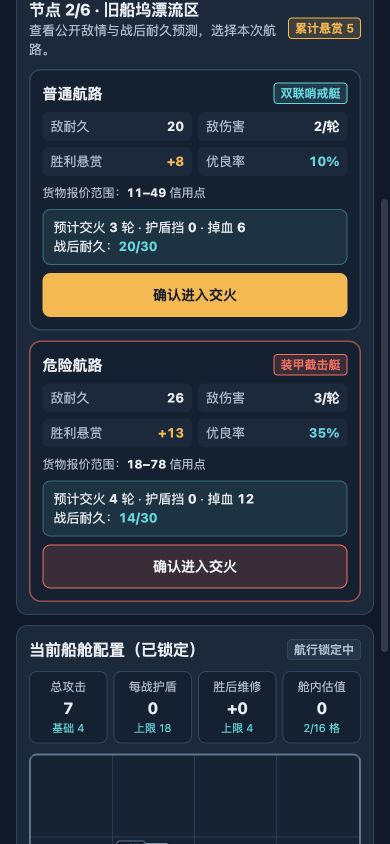 节点 2/6 · 旧船坞漂流区
查看公开敌情与战后耐久预测，选择本次航路。
累计悬赏 5
普通航路
双联哨戒艇
敌耐久 20
敌伤害 2/轮
胜利悬赏 +8
优良率 10%
货物报价范围：11–49 信用点
预计交火 3 轮 · 护盾挡 0 · 掉血 6
战后耐久：20/30
确认进入交火
危险航路
装甲截击艇
敌耐久 26
敌伤害 3/轮
胜利悬赏 +13
优良率 35%
货物报价范围：18–78 信用点
预计交火 4 轮 · 护盾挡 0 · 掉血 12
战后耐久：14/30
确认进入交火
当前船舱配置（已锁定）
航行锁定中
总攻击
7
基础 4
每战护盾
0
上限 18
胜后维修
+0
上限 4
舱内估值
0
2/16 格